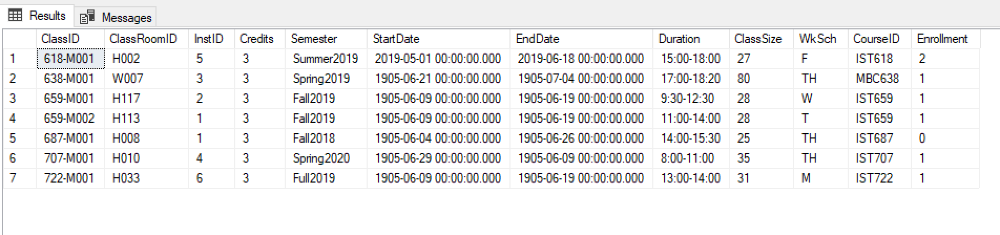 Results Messages
ClassID ClassRoomID InstID Credits Semester StartDate EndDate Duration ClassSize WkSch CourseID Enrollment
1 618-M001 H002 5 3 Summer2019 2019-05-01 00:00:00.000 2019-06-18 00:00:00.000 15:00-18:00 27 F IST618 2
2 638-M001 W007 3 3 Spring2019 1905-06-21 00:00:00.000 1905-07-04 00:00:00.000 17:00-18:20 80 TH MBC638 1
3 659-M001 H117 2 3 Fall2019 1905-06-09 00:00:00.000 1905-06-19 00:00:00.000 9:30-12:30 28 W IST659 1
4 659-M002 H113 1 3 Fall2019 1905-06-09 00:00:00.000 1905-06-19 00:00:00.000 11:00-14:00 28 T IST659 1
5 687-M001 H008 1 3 Fall2018 1905-06-04 00:00:00.000 1905-06-26 00:00:00.000 14:00-15:30 25 TH IST687 0
6 707-M001 H010 4 3 Spring2020 1905-06-29 00:00:00.000 1905-06-09 00:00:00.000 8:00-11:00 35 TH IST707 1
7 722-M001 H033 6 3 Full2019 1905-06-09 00:00:00.000 1905-06-19 00:00:00.000 13:00-14:00 31 M IST722 1